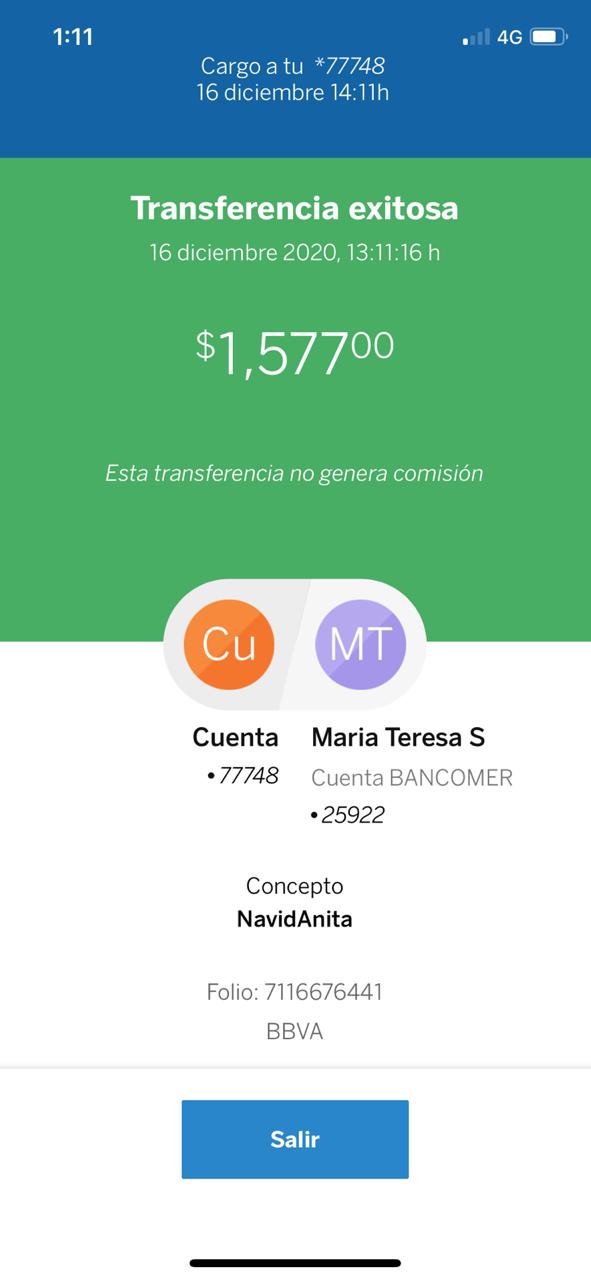 1:11
4G
Cargo a tu *77748
16 diciembre 14:11h
Transferencia exitosa
16 diciembre 2020, 13:11:16 h
$1,577.00
Esta transferencia no genera comisión
Cu
MT
Cuenta
•77748
Maria Teresa S
Cuenta BANCOMER
•25922
Concepto
NavidAnita
Folio: 7116676441
BBVA
Salir